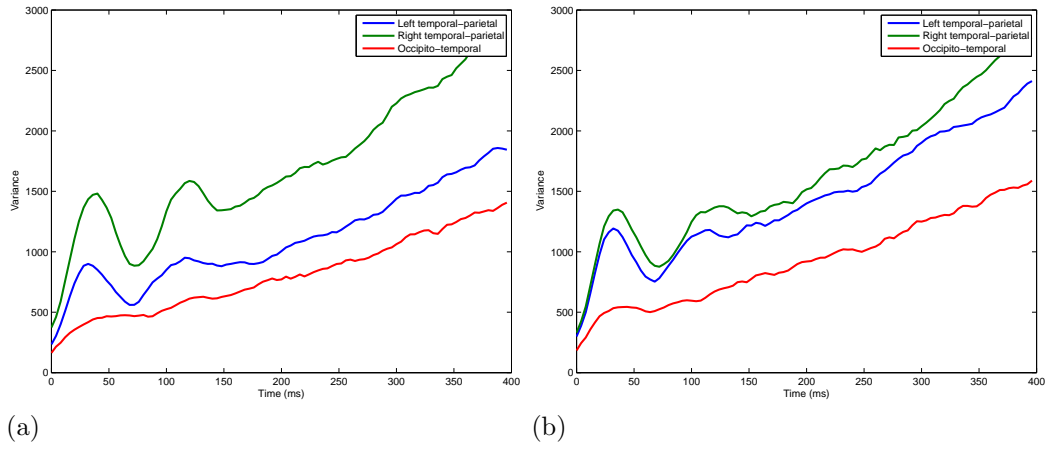 3000
2500
2000
1500
1000
500
0
Variance
0 50 100 150 200 250 300 350 400
Time (ms)
Left temporal−parietal
Right temporal−parietal
Occipito−temporal
(a)
3000
2500
2000
1500
1000
500
0
Variance
0 50 100 150 200 250 300 350 400
Time (ms)
Left temporal−parietal
Right temporal−parietal
Occipito−temporal
(b)